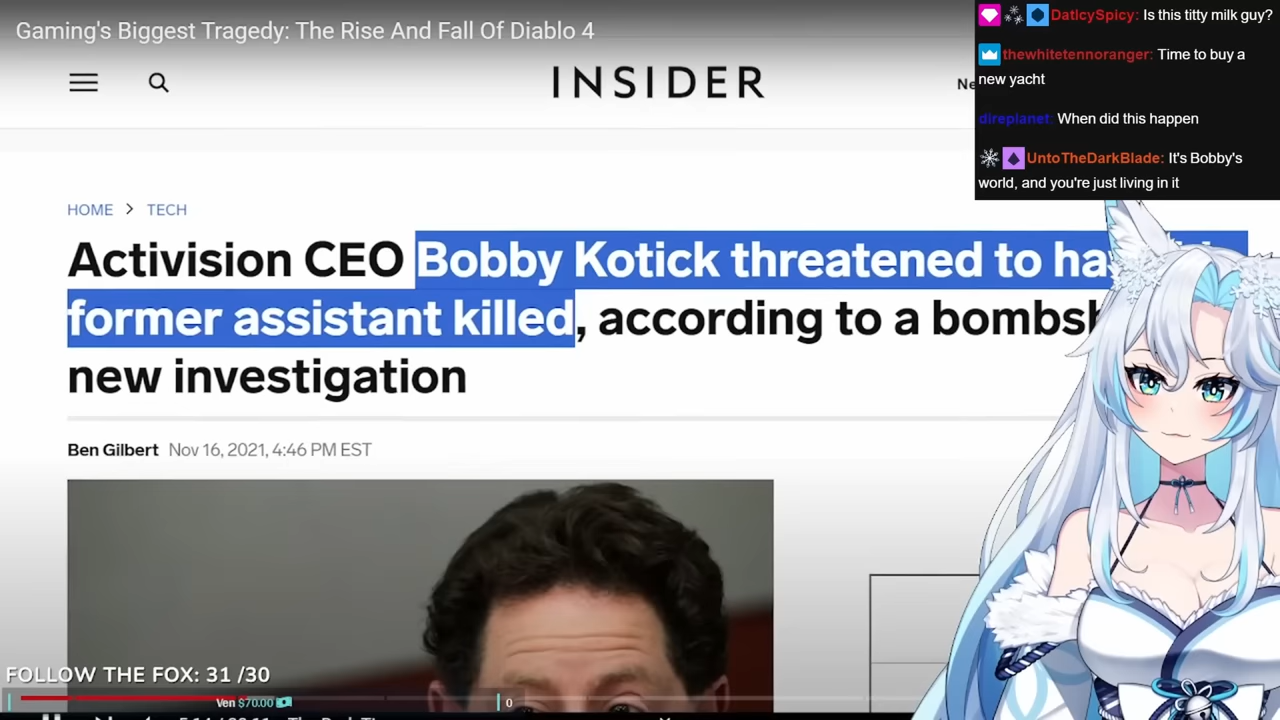 Gaming's Biggest Tragedy: The Rise And Fall Of Diablo 4
DatIcySpicy: Is this titty milk guy?
thewhitetennoranger: Time to buy a
new yacht
direplanet: When did this happen
UntoTheDarkBlade: It's Bobby's
world, and you're just living in it
INSIDER
HOME > TECH
Activision CEO Bobby Kotick threatened to
former assistant killed, according to a
new investigation
Ben Gilbert Nov 16, 2021, 4:46 PM EST
FOLLOW THE FOX: 31 /30
Ven $70.00
0